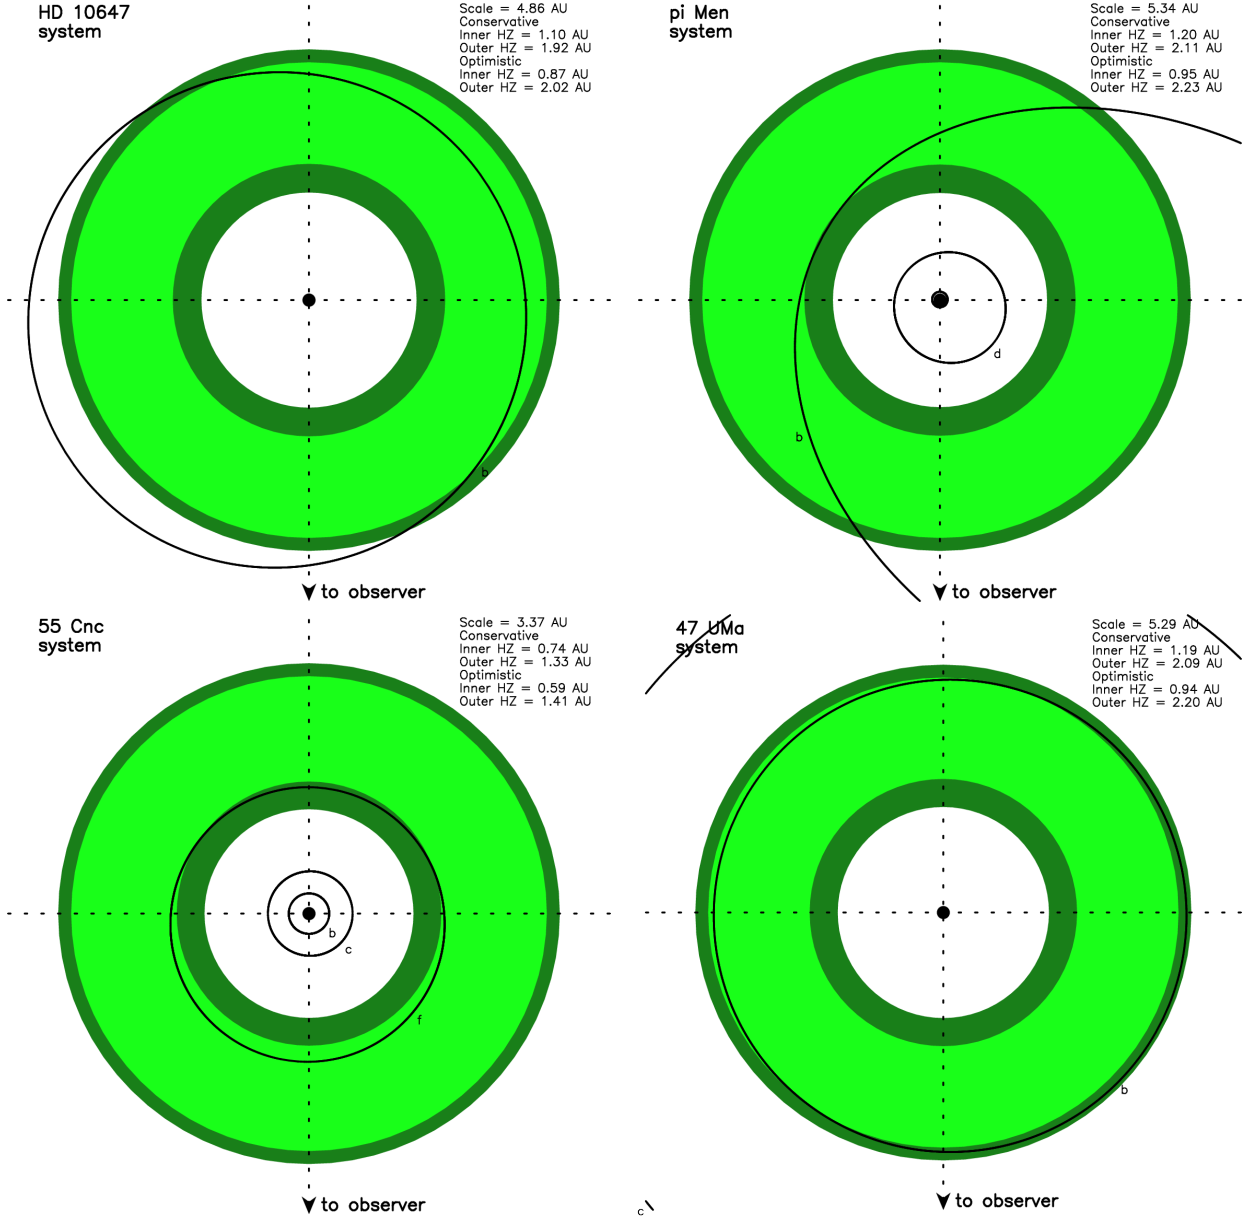 HD 10647
system
Scale = 4.86 AU
Conservative
Inner HZ = 1.10 AU
Outer HZ = 1.92 AU
Optimistic
Inner HZ = 0.87 AU
Outer HZ = 2.02 AU
b
to observer
pi Men
system
Scale = 5.34 AU
Conservative
Inner HZ = 1.20 AU
Outer HZ = 2.11 AU
Optimistic
Inner HZ = 0.95 AU
Outer HZ = 2.23 AU
d
b
to observer
55 Cnc
system
Scale = 3.37 AU
Conservative
Inner HZ = 0.74 AU
Outer HZ = 1.33 AU
Optimistic
Inner HZ = 0.59 AU
Outer HZ = 1.41 AU
b
c
f
to observer
47 UMa
system
Scale = 5.29 AU
Conservative
Inner HZ = 1.19 AU
Outer HZ = 2.09 AU
Optimistic
Inner HZ = 0.94 AU
Outer HZ = 2.20 AU
b
to observer
c